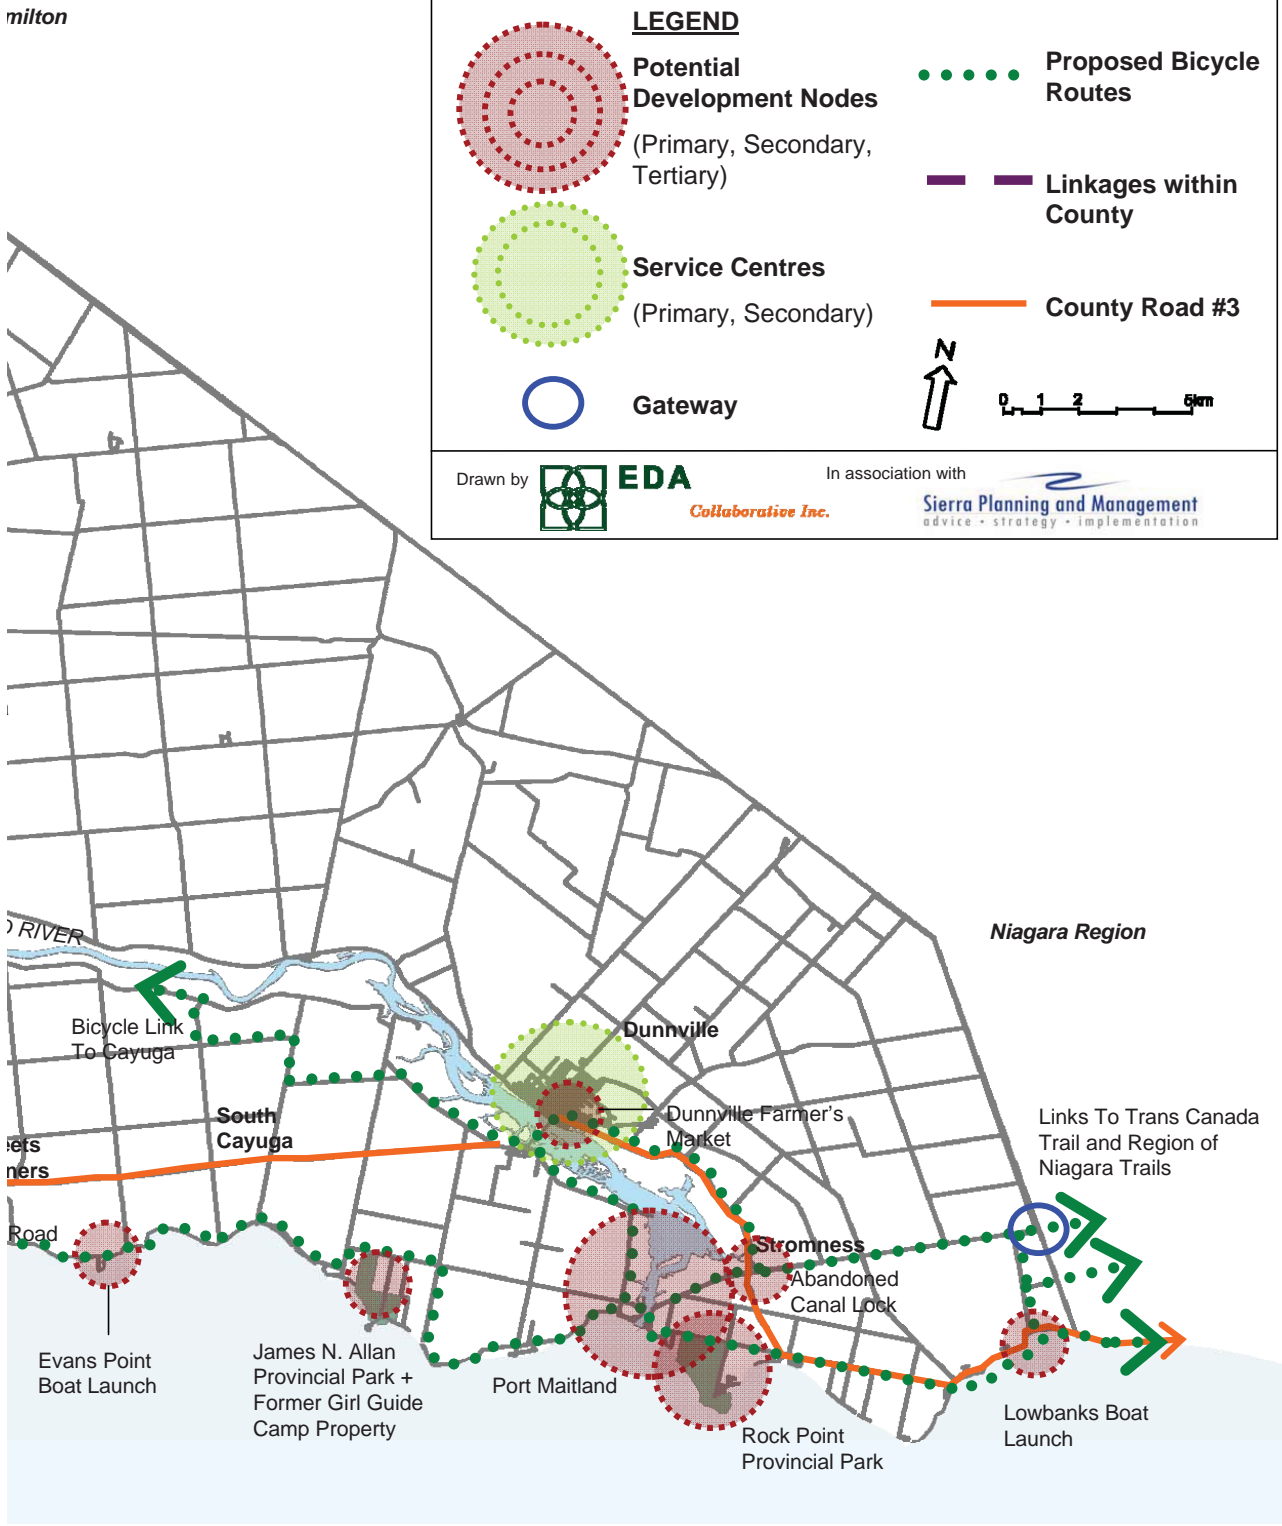 milton
LEGEND
Potential
Development Nodes
(Primary, Secondary,
Tertiary)
Service Centres
(Primary, Secondary)
Gateway
Proposed Bicycle
Routes
Linkages within
County
County Road #3
N
0 1 2 5km
Drawn by
EDA
Collaborative Inc.
In association with
Sierra Planning and Management
advice • strategy • implementation
D RIVER
Niagara Region
Bicycle Link
To Cayuga
Dunnville
South
Cayuga
Dunnville Farmer's
Market
Links To Trans Canada
Trail and Region of
Niagara Trails
eets
ners
Road
Stromness
Abandoned
Canal Lock
Evans Point
Boat Launch
James N. Allan
Provincial Park +
Former Girl Guide
Camp Property
Port Maitland
Rock Point
Provincial Park
Lowbanks Boat
Launch